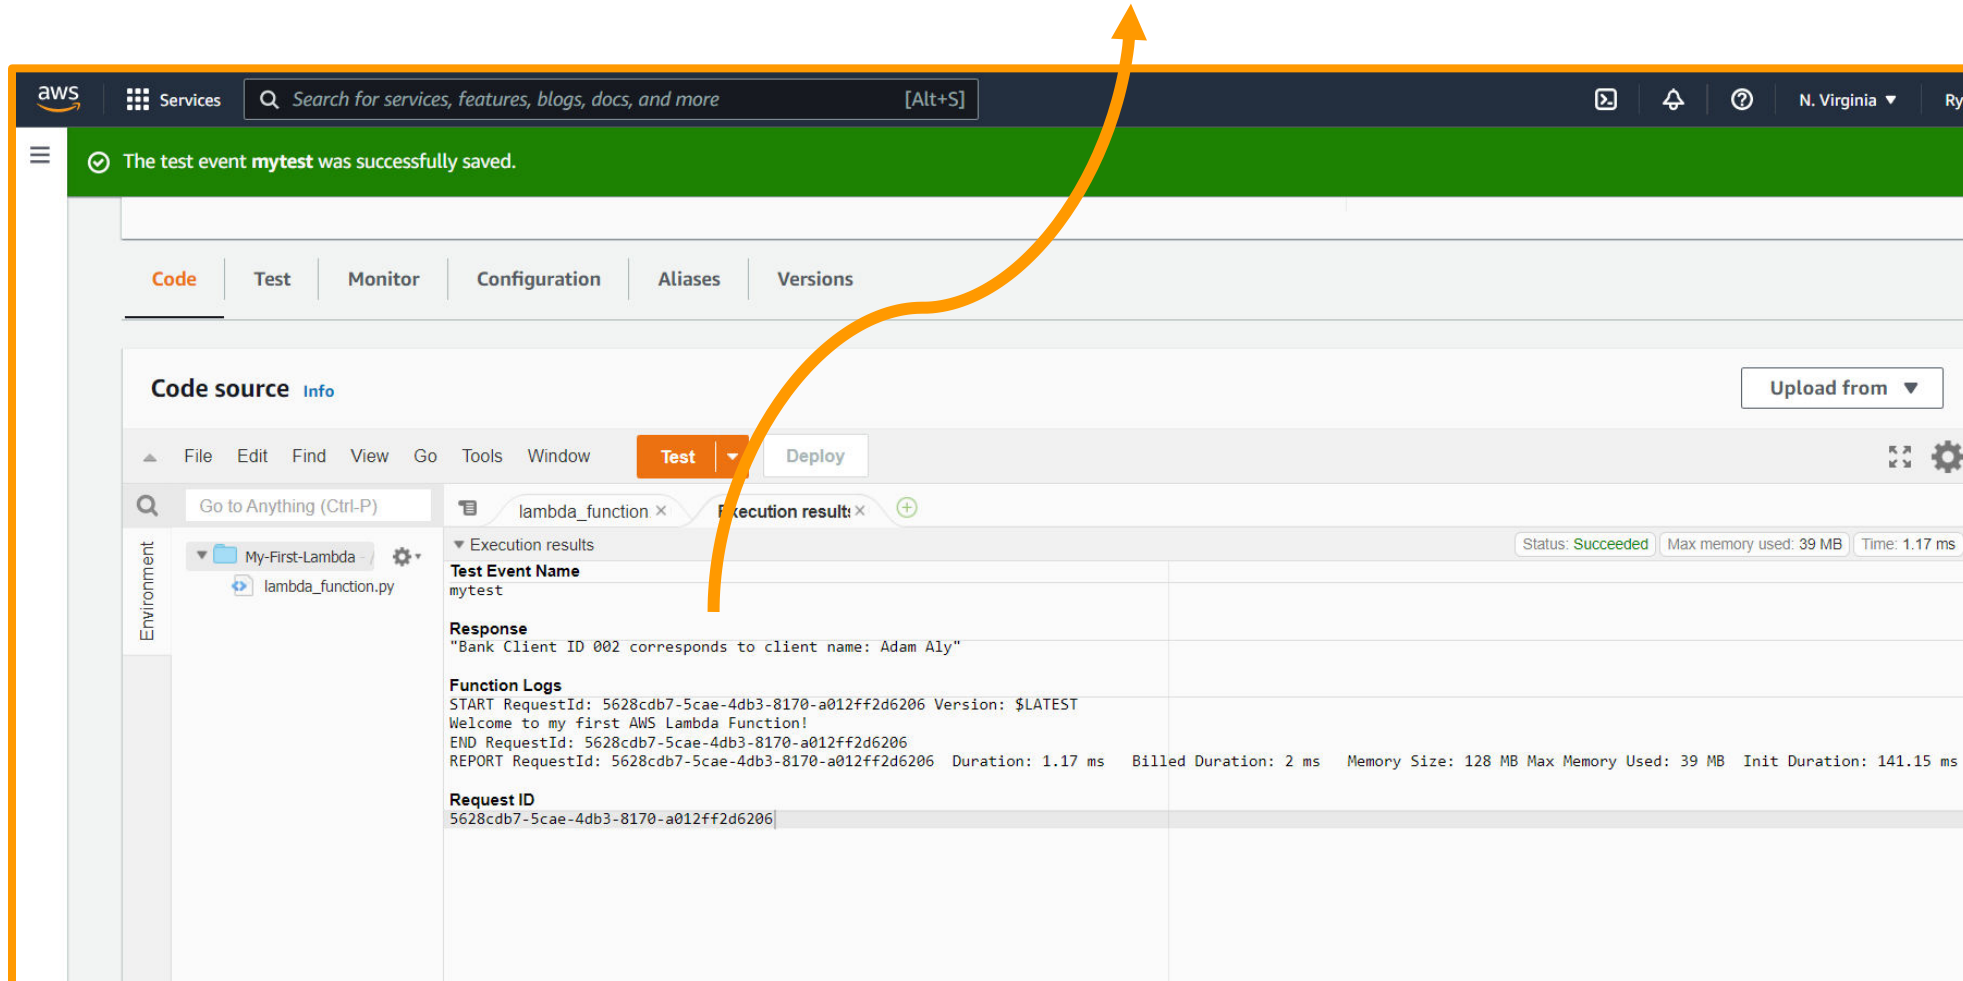 aws
Services
Search for services, features, blogs, docs, and more [Alt+S]
N. Virginia
Ry
The test event mytest was successfully saved.
Code Test Monitor Configuration Aliases Versions
Code source Info
Upload from
File Edit Find View Go Tools Window Test Deploy
Go to Anything (Ctrl-P)
lambda_function × Execution results ×
Environment
My-First-Lambda - /
lambda_function.py
Execution results
Status: Succeeded Max memory used: 39 MB Time: 1.17 ms
Test Event Name
mytest
Response
"Bank Client ID 002 corresponds to client name: Adam Aly"
Function Logs
START RequestId: 5628cdb7-5cae-4db3-8170-a012ff2d6206 Version: $LATEST
Welcome to my first AWS Lambda Function!
END RequestId: 5628cdb7-5cae-4db3-8170-a012ff2d6206
REPORT RequestId: 5628cdb7-5cae-4db3-8170-a012ff2d6206 Duration: 1.17 ms Billed Duration: 2 ms Memory Size: 128 MB Max Memory Used: 39 MB Init Duration: 141.15 ms
Request ID
5628cdb7-5cae-4db3-8170-a012ff2d6206